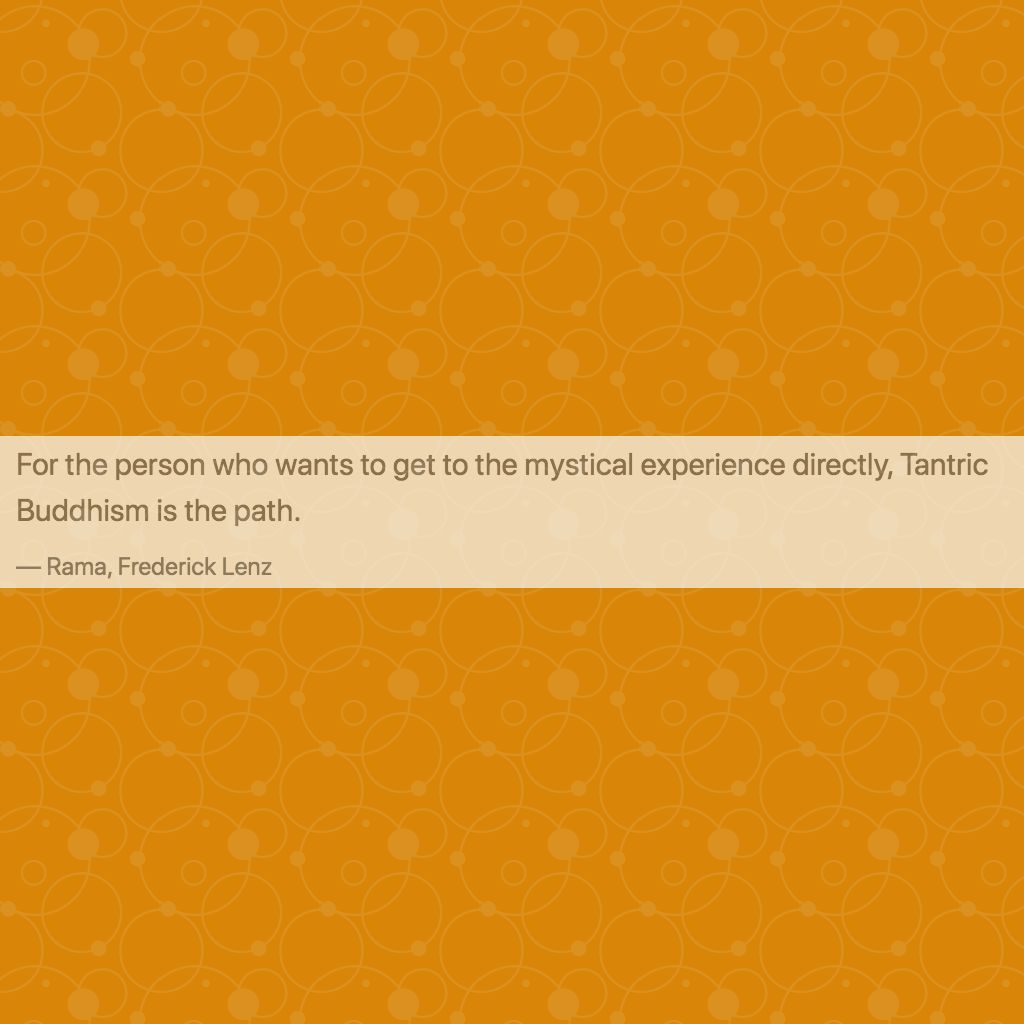 For the person who wants to get to the mystical experience directly, Tantric
Buddhism is the path.
— Rama, Frederick Lenz